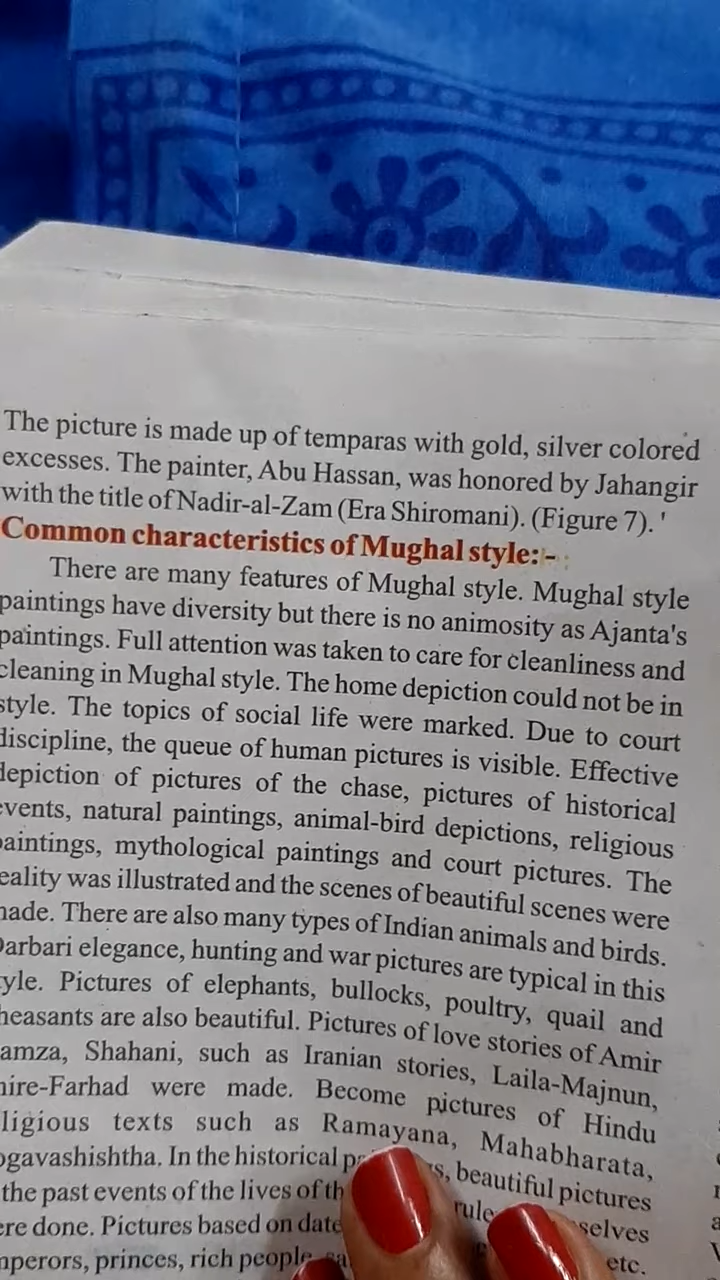 The picture is made up of temparas with gold, silver colored
excesses. The painter, Abu Hassan, was honored by Jahangir
with the title of Nadir-al-Zam (Era Shiromani). (Figure 7). '
Common characteristics of Mughal style:-
There are many features of Mughal style. Mughal style
paintings have diversity but there is no animosity as Ajanta's
paintings. Full attention was taken to care for cleanliness and
cleaning in Mughal style. The home depiction could not be in
style. The topics of social life were marked. Due to court
discipline, the queue of human pictures is visible. Effective
depiction of pictures of the chase, pictures of historical
events, natural paintings, animal-bird depictions, religious
paintings, mythological paintings and court pictures. The
eality was illustrated and the scenes of beautiful scenes were
made. There are also many types of Indian animals and birds.
Darbari elegance, hunting and war pictures are typical in this
yle. Pictures of elephants, bullocks, poultry, quail and
heasants are also beautiful. Pictures of love stories of Amir
amza, Shahani, such as Iranian stories, Laila-Majnun,
hire-Farhad were made. Become pictures of Hindu
ligious texts such as Ramayana, Mahabharata,
ogavashishtha. In the historical beautiful pictures
the past events of the lives of selves
ere done. Pictures based on etc.
mperors, princes, rich people